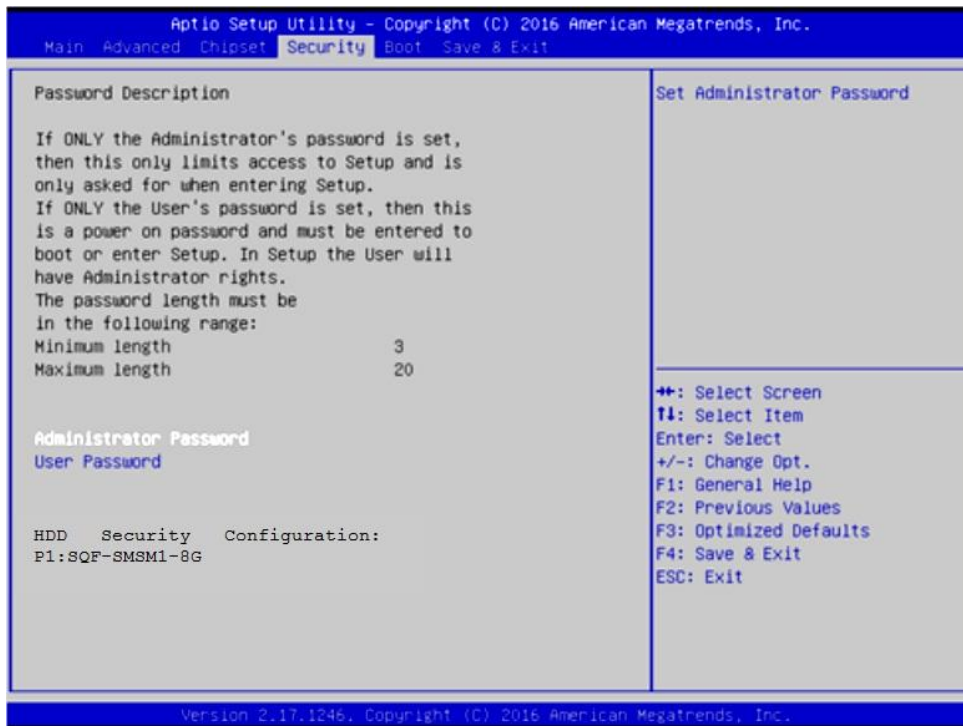 Aptio Setup Utility – Copyright (C) 2016 American Megatrends, Inc.
Main Advanced Chipset Security Boot Save & Exit
Password Description
If ONLY the Administrator's password is set,
then this only limits access to Setup and is
only asked for when entering Setup.
If ONLY the User's password is set, then this
is a power on password and must be entered to
boot or enter Setup. In Setup the User will
have Administrator rights.
The password length must be
in the following range:
Minimum length 3
Maximum length 20
Administrator Password
User Password
HDD Security Configuration:
P1:SQF-SMSM1-8G
Set Administrator Password
→←: Select Screen
↑↓: Select Item
Enter: Select
+/-: Change Opt.
F1: General Help
F2: Previous Values
F3: Optimized Defaults
F4: Save & Exit
ESC: Exit
Version 2.17.1246. Copyright (C) 2016 American Megatrends, Inc.